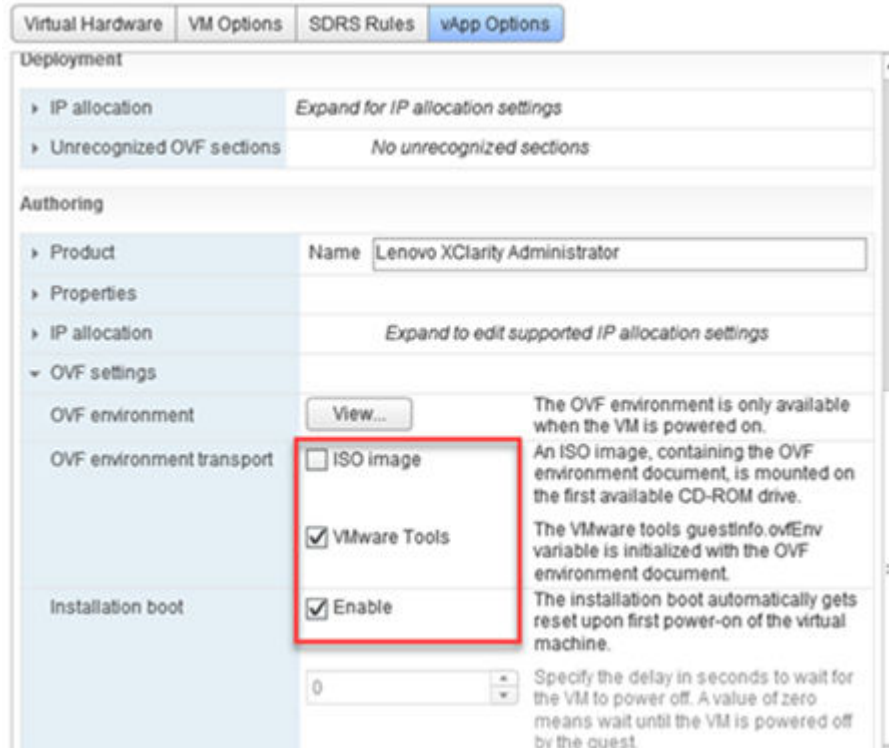 Virtual Hardware VM Options SDRS Rules vApp Options
Deployment
IP allocation Expand for IP allocation settings
Unrecognized OVF sections No unrecognized sections
Authoring
Product Name Lenovo XClarity Administrator
Properties
IP allocation Expand to edit supported IP allocation settings
OVF settings
OVF environment View... The OVF environment is only available
when the VM is powered on.
OVF environment transport ISO image An ISO image, containing the OVF
environment document, is mounted on
the first available CD-ROM drive.
VMware Tools The VMware tools guestInfo.ovfEnv
variable is initialized with the OVF
environment document.
Installation boot Enable The installation boot automatically gets
reset upon first power-on of the virtual
machine.
0 Specify the delay in seconds to wait for
the VM to power off. A value of zero
means wait until the VM is powered off
by the guest.